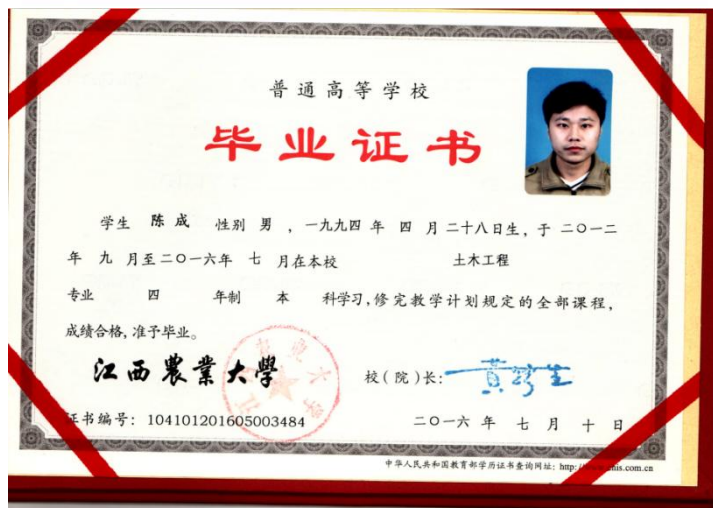 普通高等学校
毕业证书
学生 陈成 性别 男 ，一九九四 年 四 月 二十八日生，于 二〇一二
年 九 月至二〇一六年 七 月在本校 土木工程
专业 四 年制 本 科学习，修完教学计划规定的全部课程，
成绩合格，准予毕业。
江西農業大學 校（院）长：
证书编号：104101201605003484 二〇一六 年 七 月 十 日
中华人民共和国教育部学历证书查询网址：